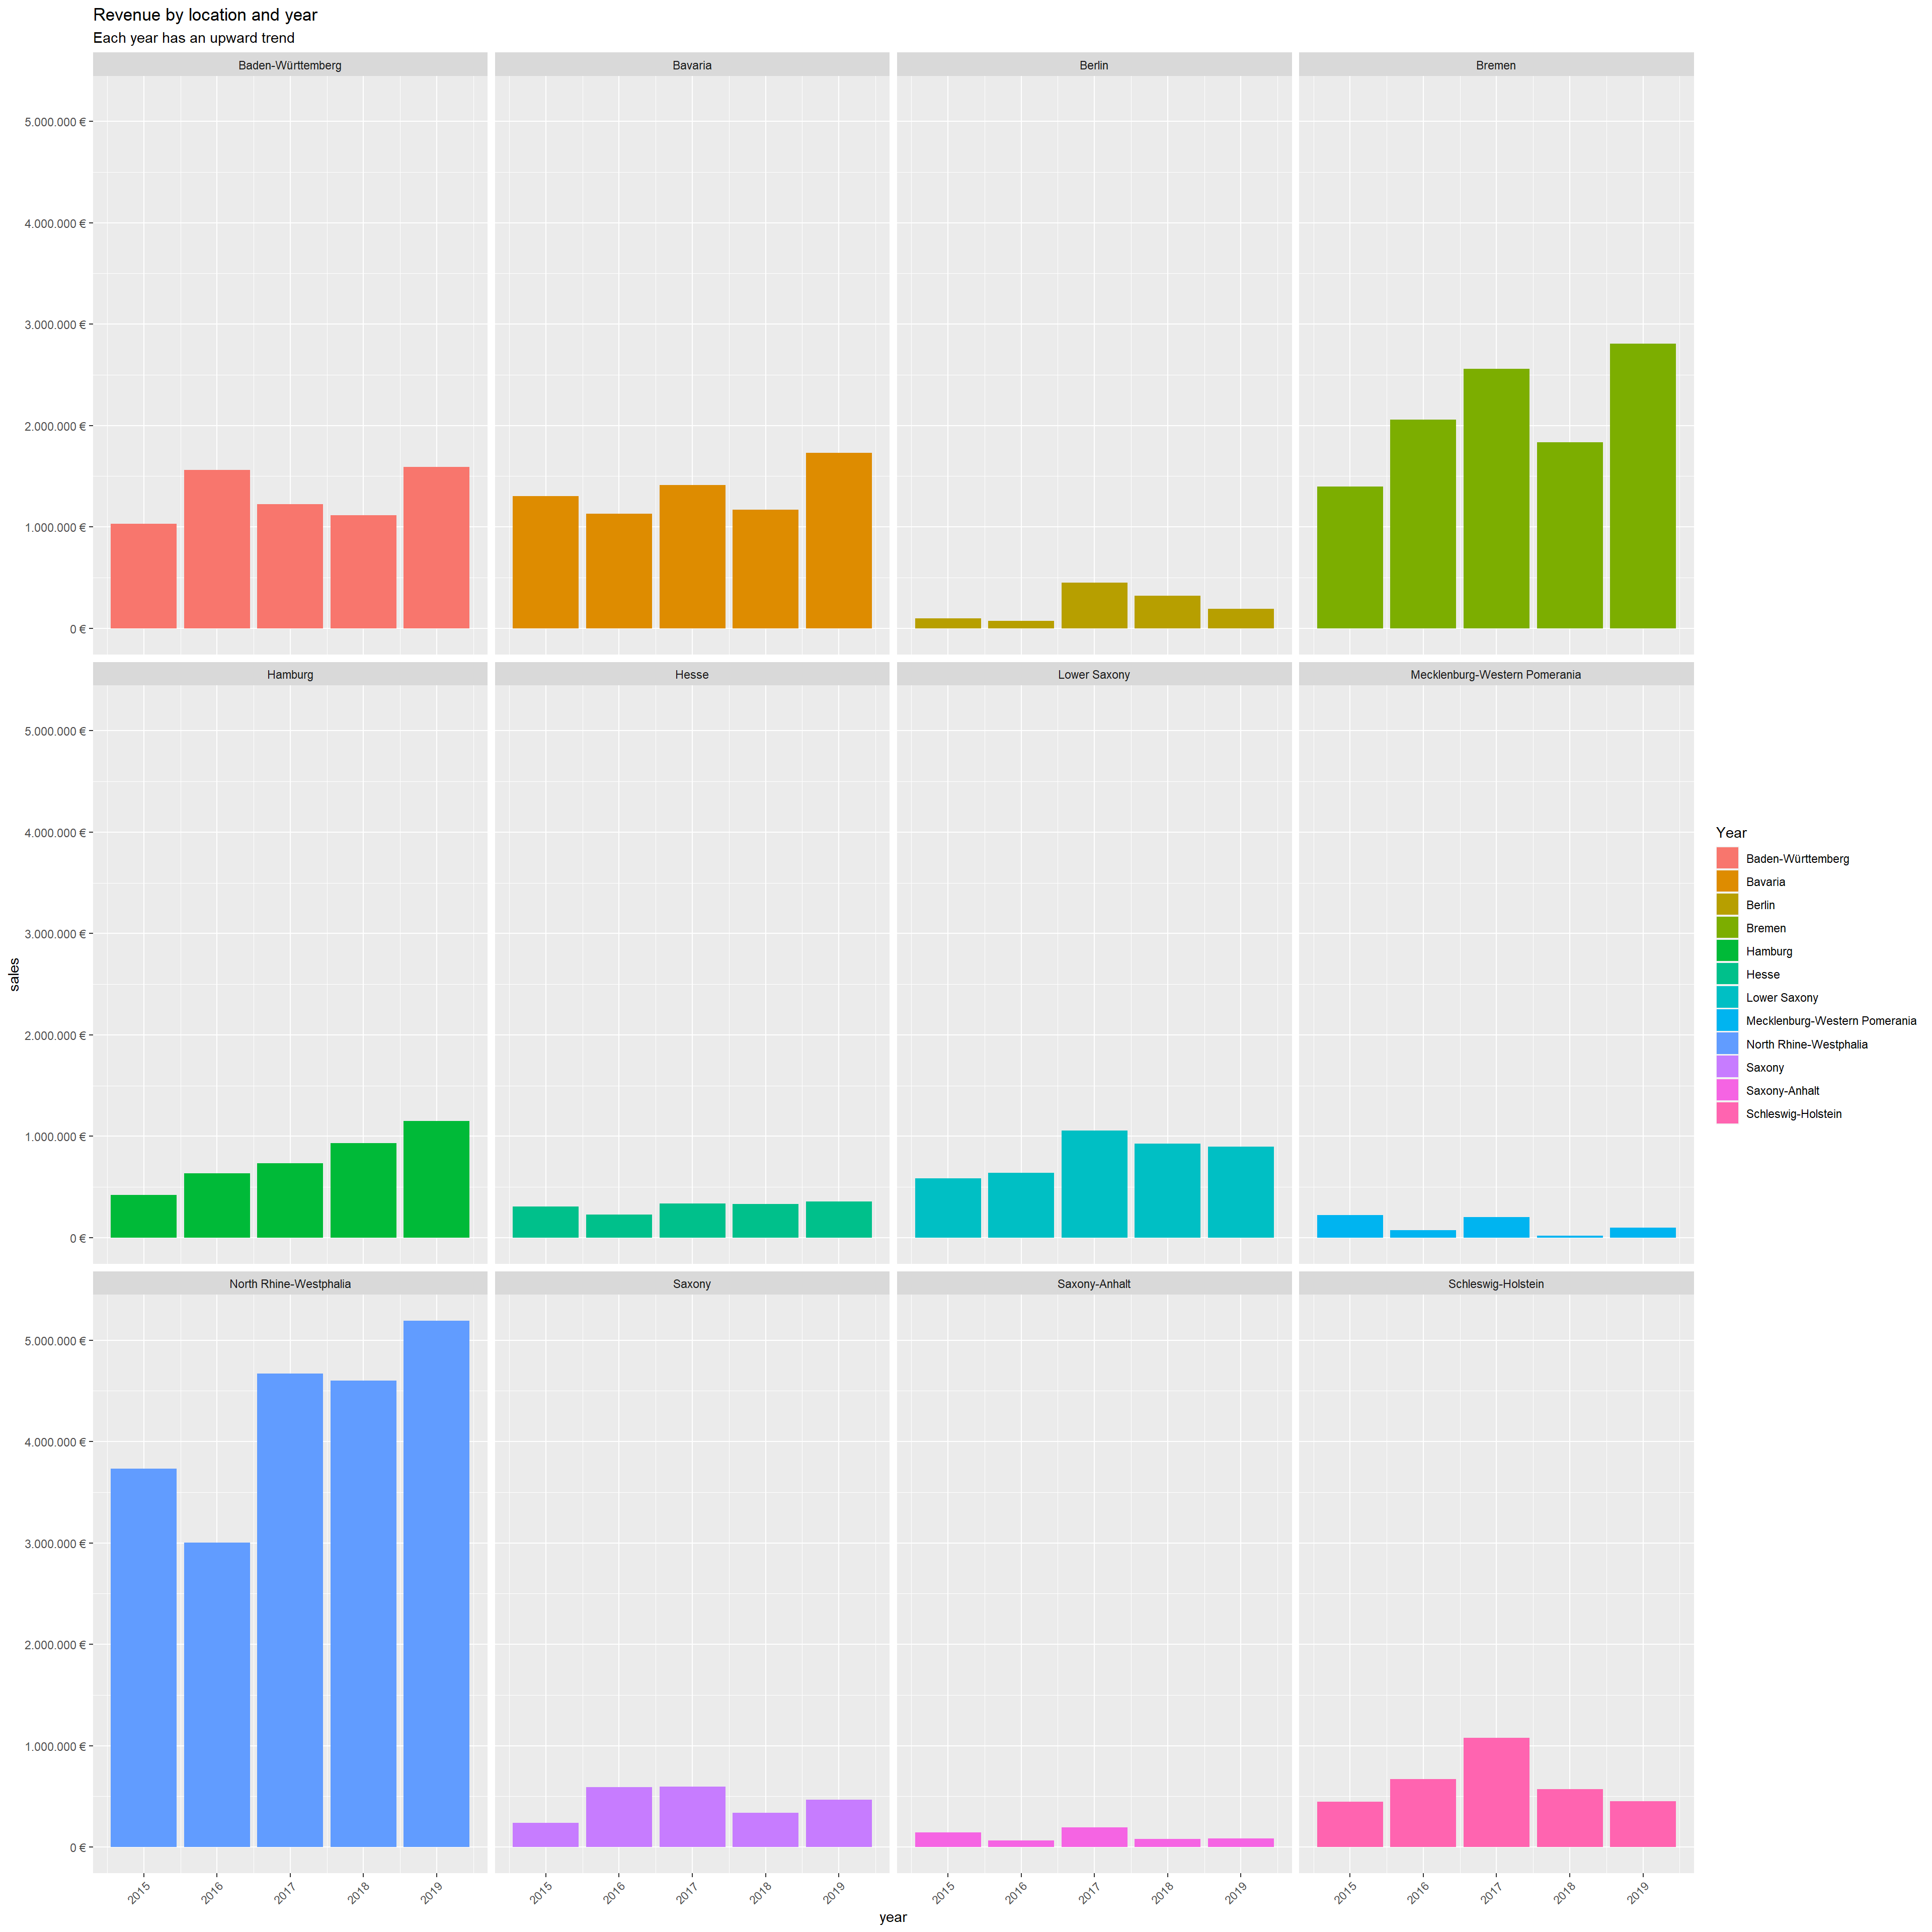 Revenue by location and year
Each year has an upward trend
Baden-Württemberg
Bavaria
Berlin
Bremen
5.000.000 €
4.000.000 €
3.000.000 €
2.000.000 €
1.000.000 €
0 €
Hamburg
Hesse
Lower Saxony
Mecklenburg-Western Pomerania
5.000.000 €
4.000.000 €
3.000.000 €
2.000.000 €
1.000.000 €
0 €
North Rhine-Westphalia
Saxony
Saxony-Anhalt
Schleswig-Holstein
5.000.000 €
4.000.000 €
3.000.000 €
2.000.000 €
1.000.000 €
0 €
sales
2015
2016
2017
2018
2019
2015
2016
2017
2018
2019
2015
2016
2017
2018
2019
2015
2016
2017
2018
2019
year
Year
Baden-Württemberg
Bavaria
Berlin
Bremen
Hamburg
Hesse
Lower Saxony
Mecklenburg-Western Pomerania
North Rhine-Westphalia
Saxony
Saxony-Anhalt
Schleswig-Holstein